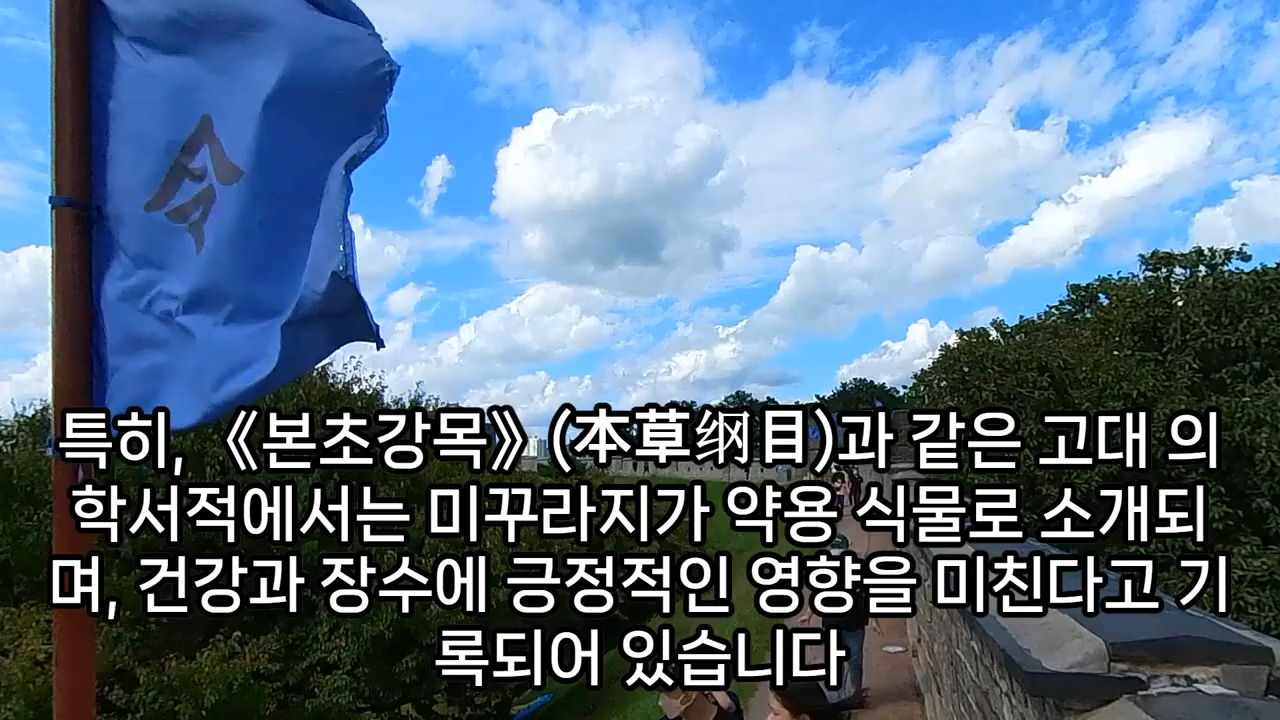 令
특히, 《본초강목》(本草纲目)과 같은 고대 의
학서적에서는 미꾸라지가 약용 식물로 소개되
며, 건강과 장수에 긍정적인 영향을 미친다고 기
록되어 있습니다